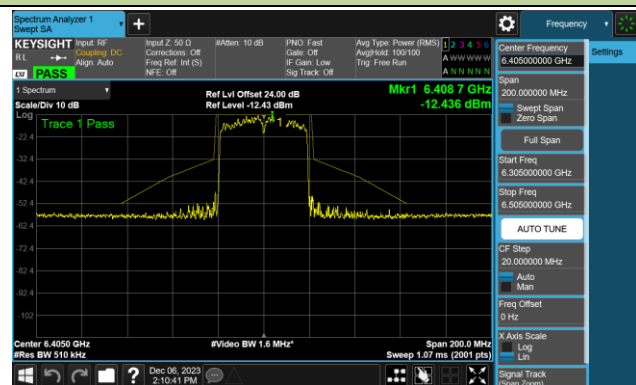 Spectrum Analyzer 1
Swept SA
Frequency
KEYSIGHT
Input: RF
Coupling: DC
Align: Auto
Input Z: 50 Ω
Corrections: Off
Freq Ref: Int (S)
NFE: Off
#Atten: 10 dB
PNO: Fast
Gate: Off
IF Gain: Low
Sig Track: Off
Avg Type: Power (RMS)
Avg|Hold: 100/100
Trig: Free Run
1 2 3 4 5 6
A W W W W W
A N N N N N
R L
LXI PASS
1 Spectrum
Scale/Div 10 dB
Ref Lvl Offset 24.00 dB
Ref Level -12.43 dBm
Mkr1 6.408 7 GHz
-12.436 dBm
Log
Trace 1 Pass
1
-22.4
-32.4
-42.4
-52.4
-62.4
-72.4
-82.4
-92.4
-102
Center 6.4050 GHz
#Res BW 510 kHz
#Video BW 1.6 MHz*
Span 200.0 MHz
Sweep 1.07 ms (2001 pts)
Dec 06, 2023
2:10:41 PM
Center Frequency
6.405000000 GHz
Settings
Span
200.000000 MHz
Swept Span
Zero Span
Full Span
Start Freq
6.305000000 GHz
Stop Freq
6.505000000 GHz
AUTO TUNE
CF Step
20.000000 MHz
Auto
Man
Freq Offset
0 Hz
X Axis Scale
Log
Lin
Signal Track
(Span Zoom)